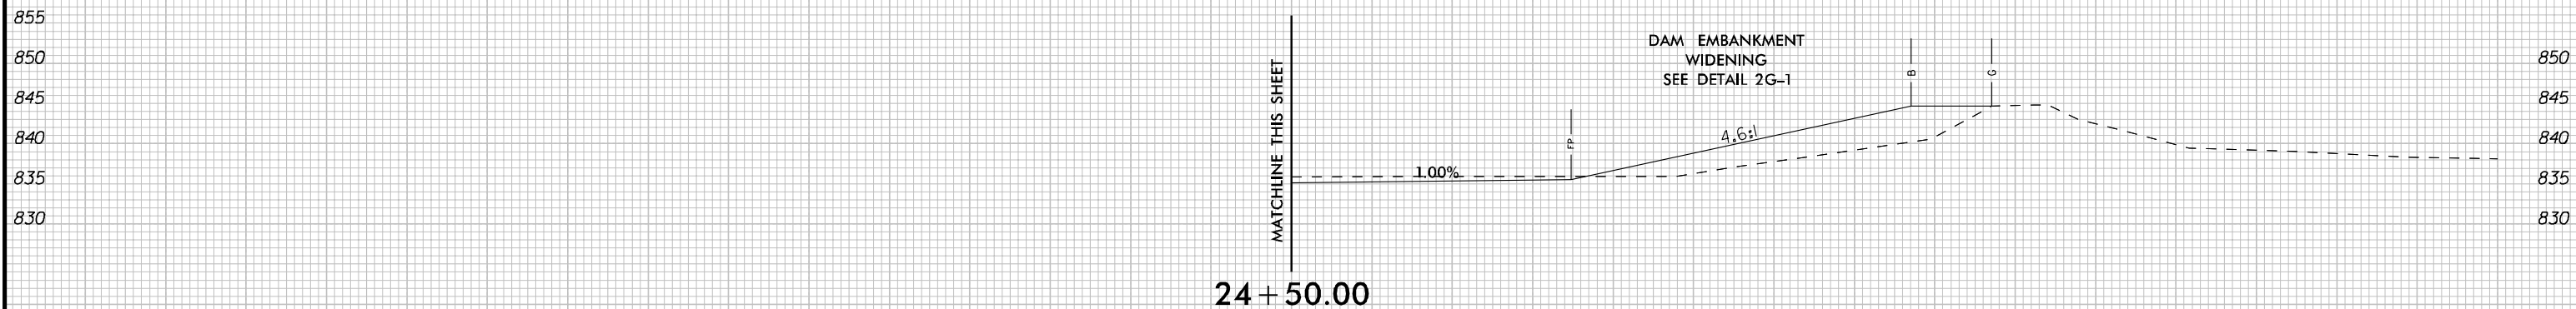 855
850
845
840
835
830
MATCHLINE THIS SHEET
1.00%
FP
4.6:1
DAM EMBANKMENT
WIDENING
SEE DETAIL 2G-1
B
G
850
845
840
835
830
24+50.00